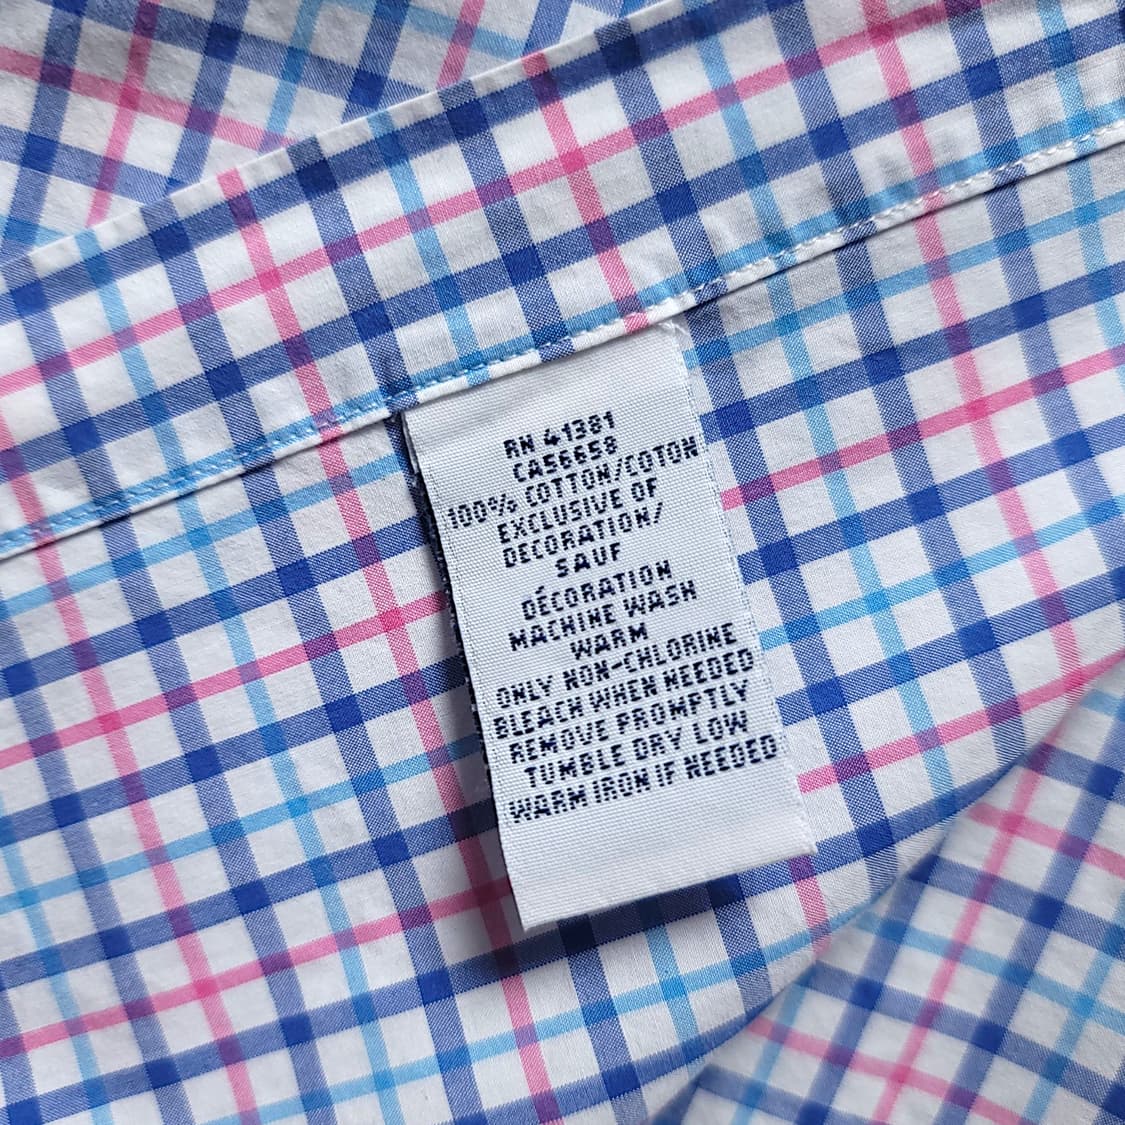 RN 41381
CA56658
100% COTTON/COTON
EXCLUSIVE OF
DECORATION/
SAUF
DÉCORATION
MACHINE WASH
WARM
ONLY NON-CHLORINE
BLEACH WHEN NEEDED
REMOVE PROMPTLY
TUMBLE DRY LOW
WARM IRON IF NEEDED